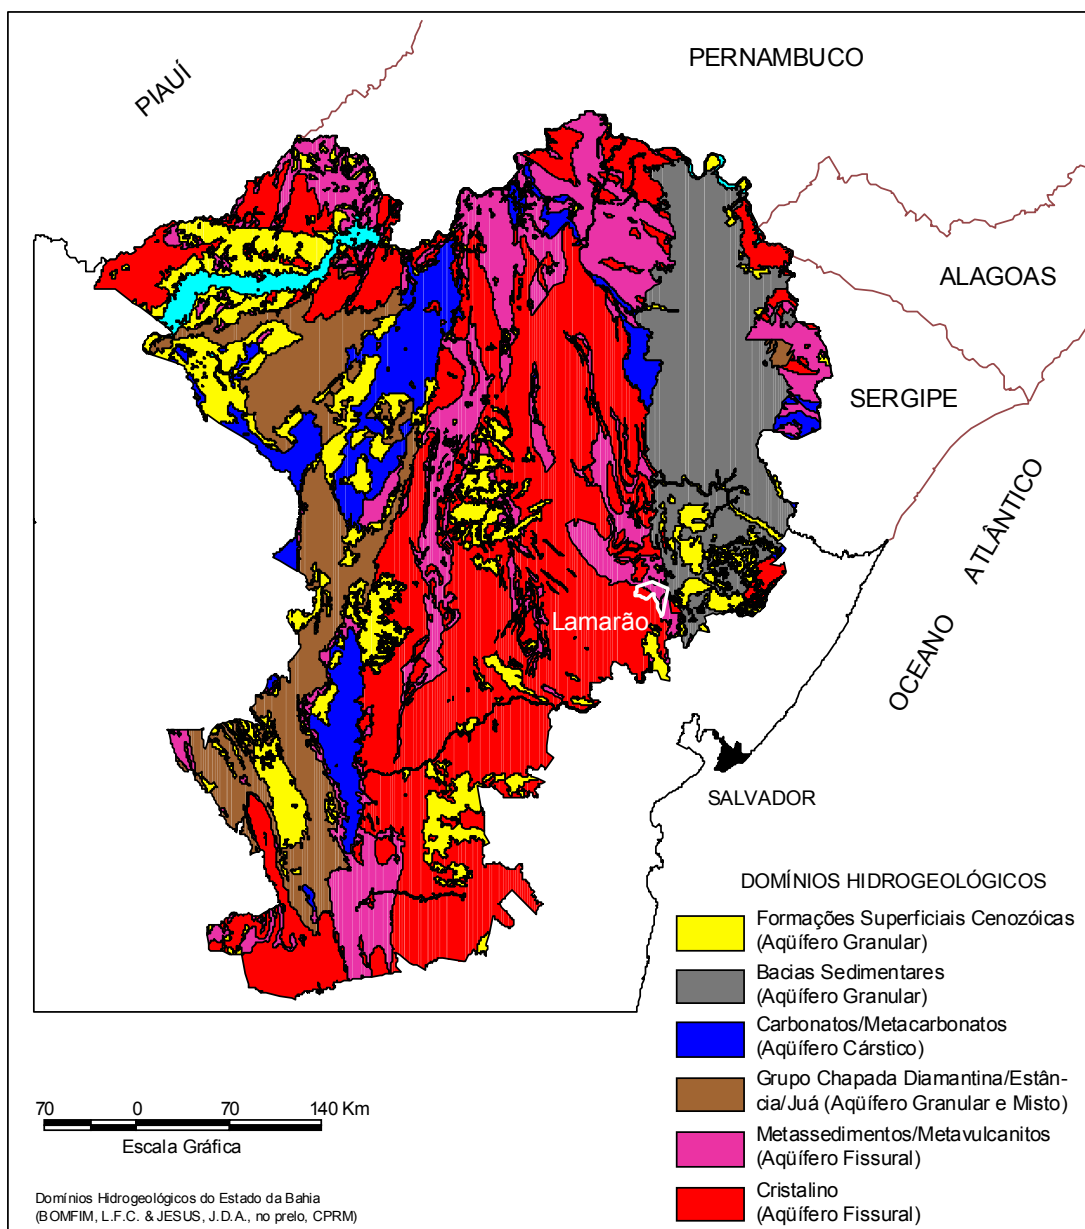 PERNAMBUCO
PIAUÍ
ALAGOAS
SERGIPE
OCEANO ATLÂNTICO
Lamarão
SALVADOR
DOMÍNIOS HIDROGEOLÓGICOS
Formações Superficiais Cenozóicas
(Aqüífero Granular)
Bacias Sedimentares
(Aqüífero Granular)
Carbonatos/Metacarbonatos
(Aqüífero Cárstico)
Grupo Chapada Diamantina/Estân-
cia/Juá (Aqüífero Granular e Misto)
Metassedimentos/Metavulcanitos
(Aqüífero Fissural)
Cristalino
(Aqüífero Fissural)
70 0 70 140 Km
Escala Gráfica
Domínios Hidrogeológicos do Estado da Bahia
(BOMFIM, L.F.C. & JESUS, J.D.A., no prelo, CPRM)